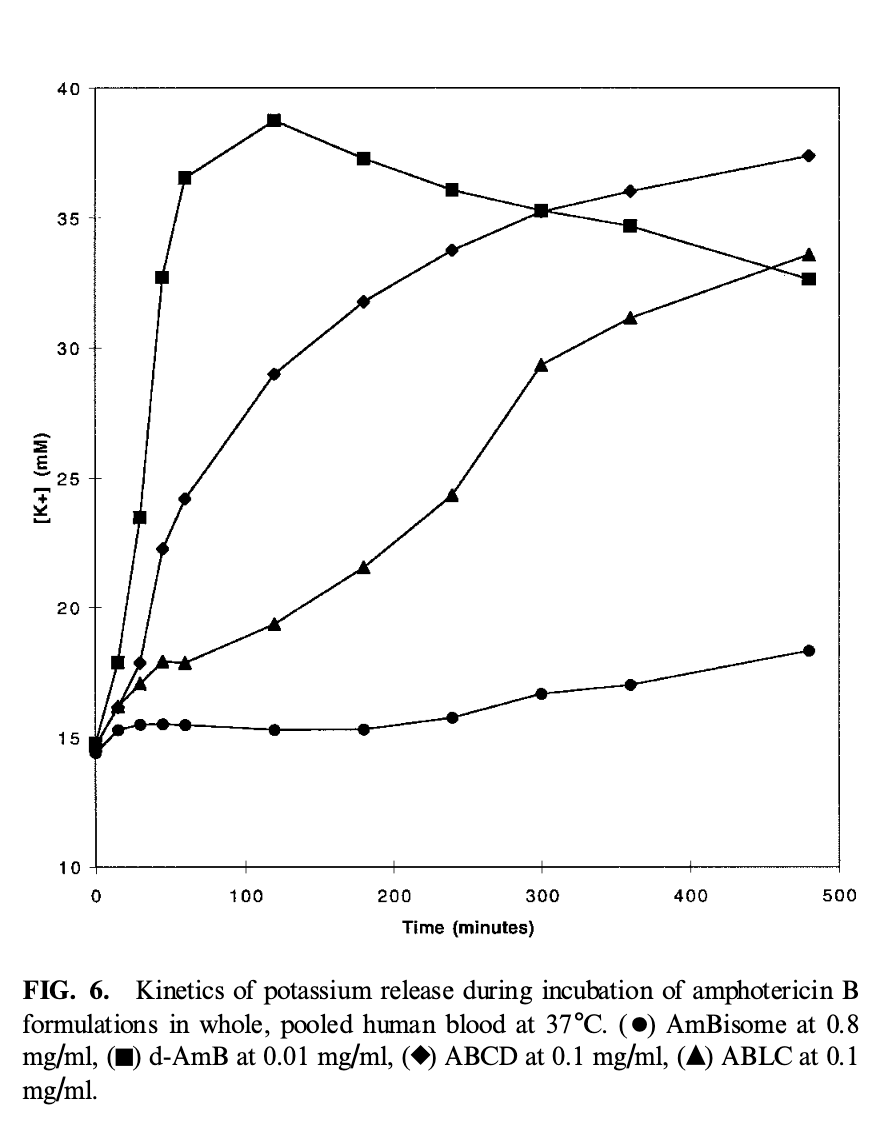 40
35
30
25
20
15
10
[K+] (mM)
0 100 200 300 400 500
Time (minutes)
FIG. 6. Kinetics of potassium release during incubation of amphotericin B
formulations in whole, pooled human blood at 37°C. (●) AmBisome at 0.8
mg/ml, (■) d-AmB at 0.01 mg/ml, (◆) ABCD at 0.1 mg/ml, (▲) ABLC at 0.1
mg/ml.